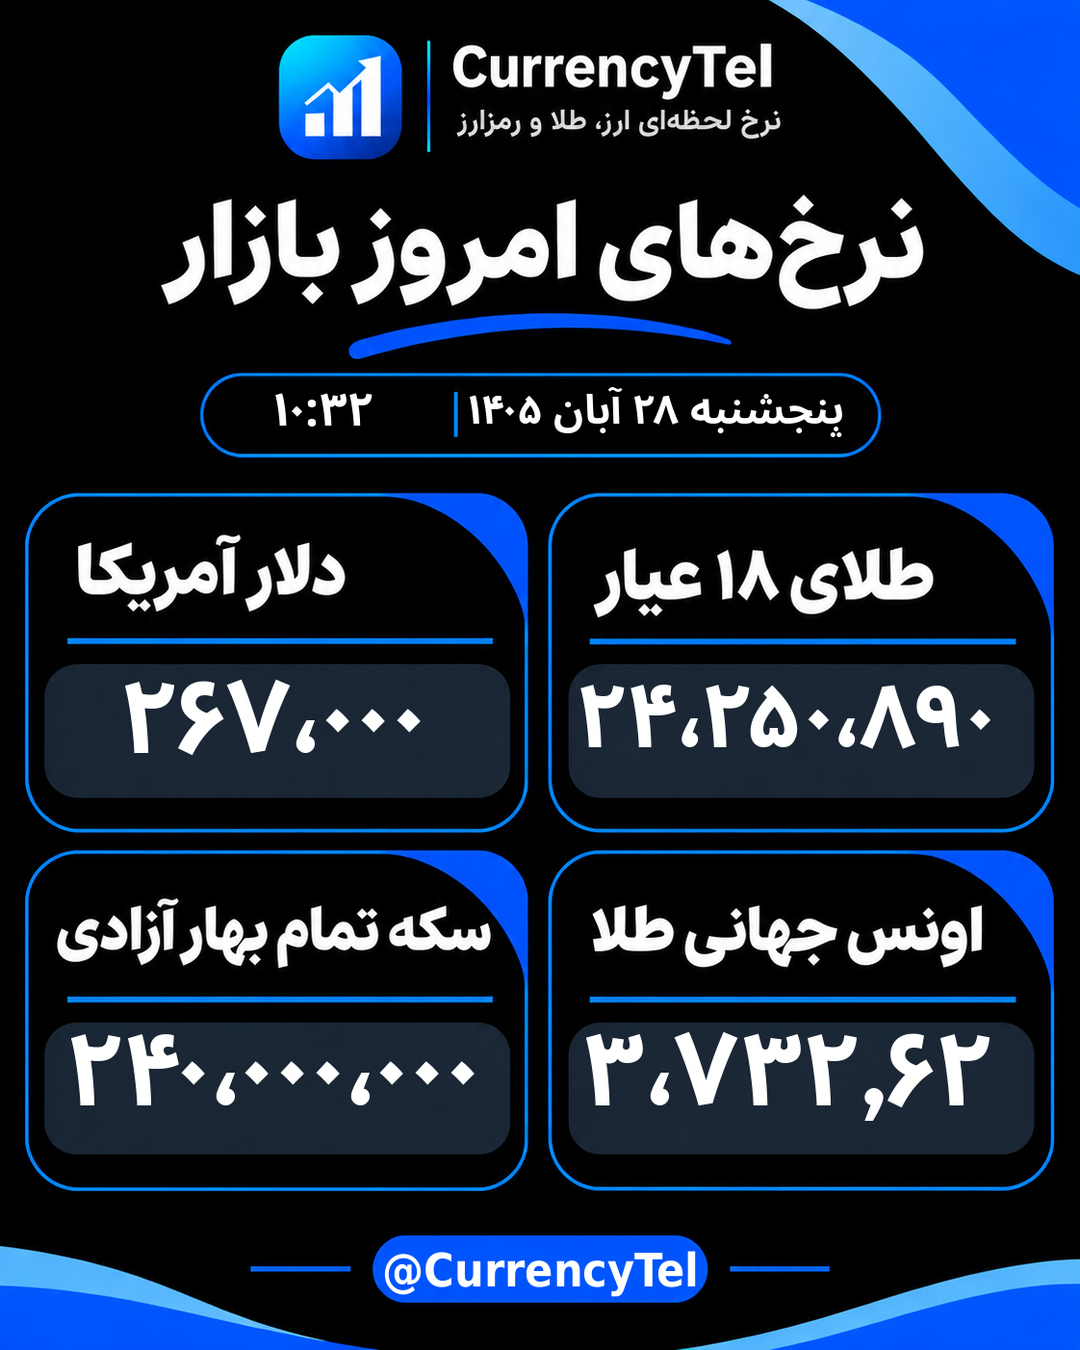 CurrencyTel
نرخ لحظه‌ای ارز، طلا و رمزارز
نرخ‌های امروز بازار
پنجشنبه ۲۸ آبان ۱۴۰۵ | ۱۰:۳۲
طلای ۱۸ عیار
۲۴،۲۵۰،۸۹۰
دلار آمریکا
۲۶۷،۰۰۰
اونس جهانی طلا
۳،۷۳۲,۶۲
سکه تمام بهار آزادی
۲۴۰،۰۰۰،۰۰۰
@CurrencyTel